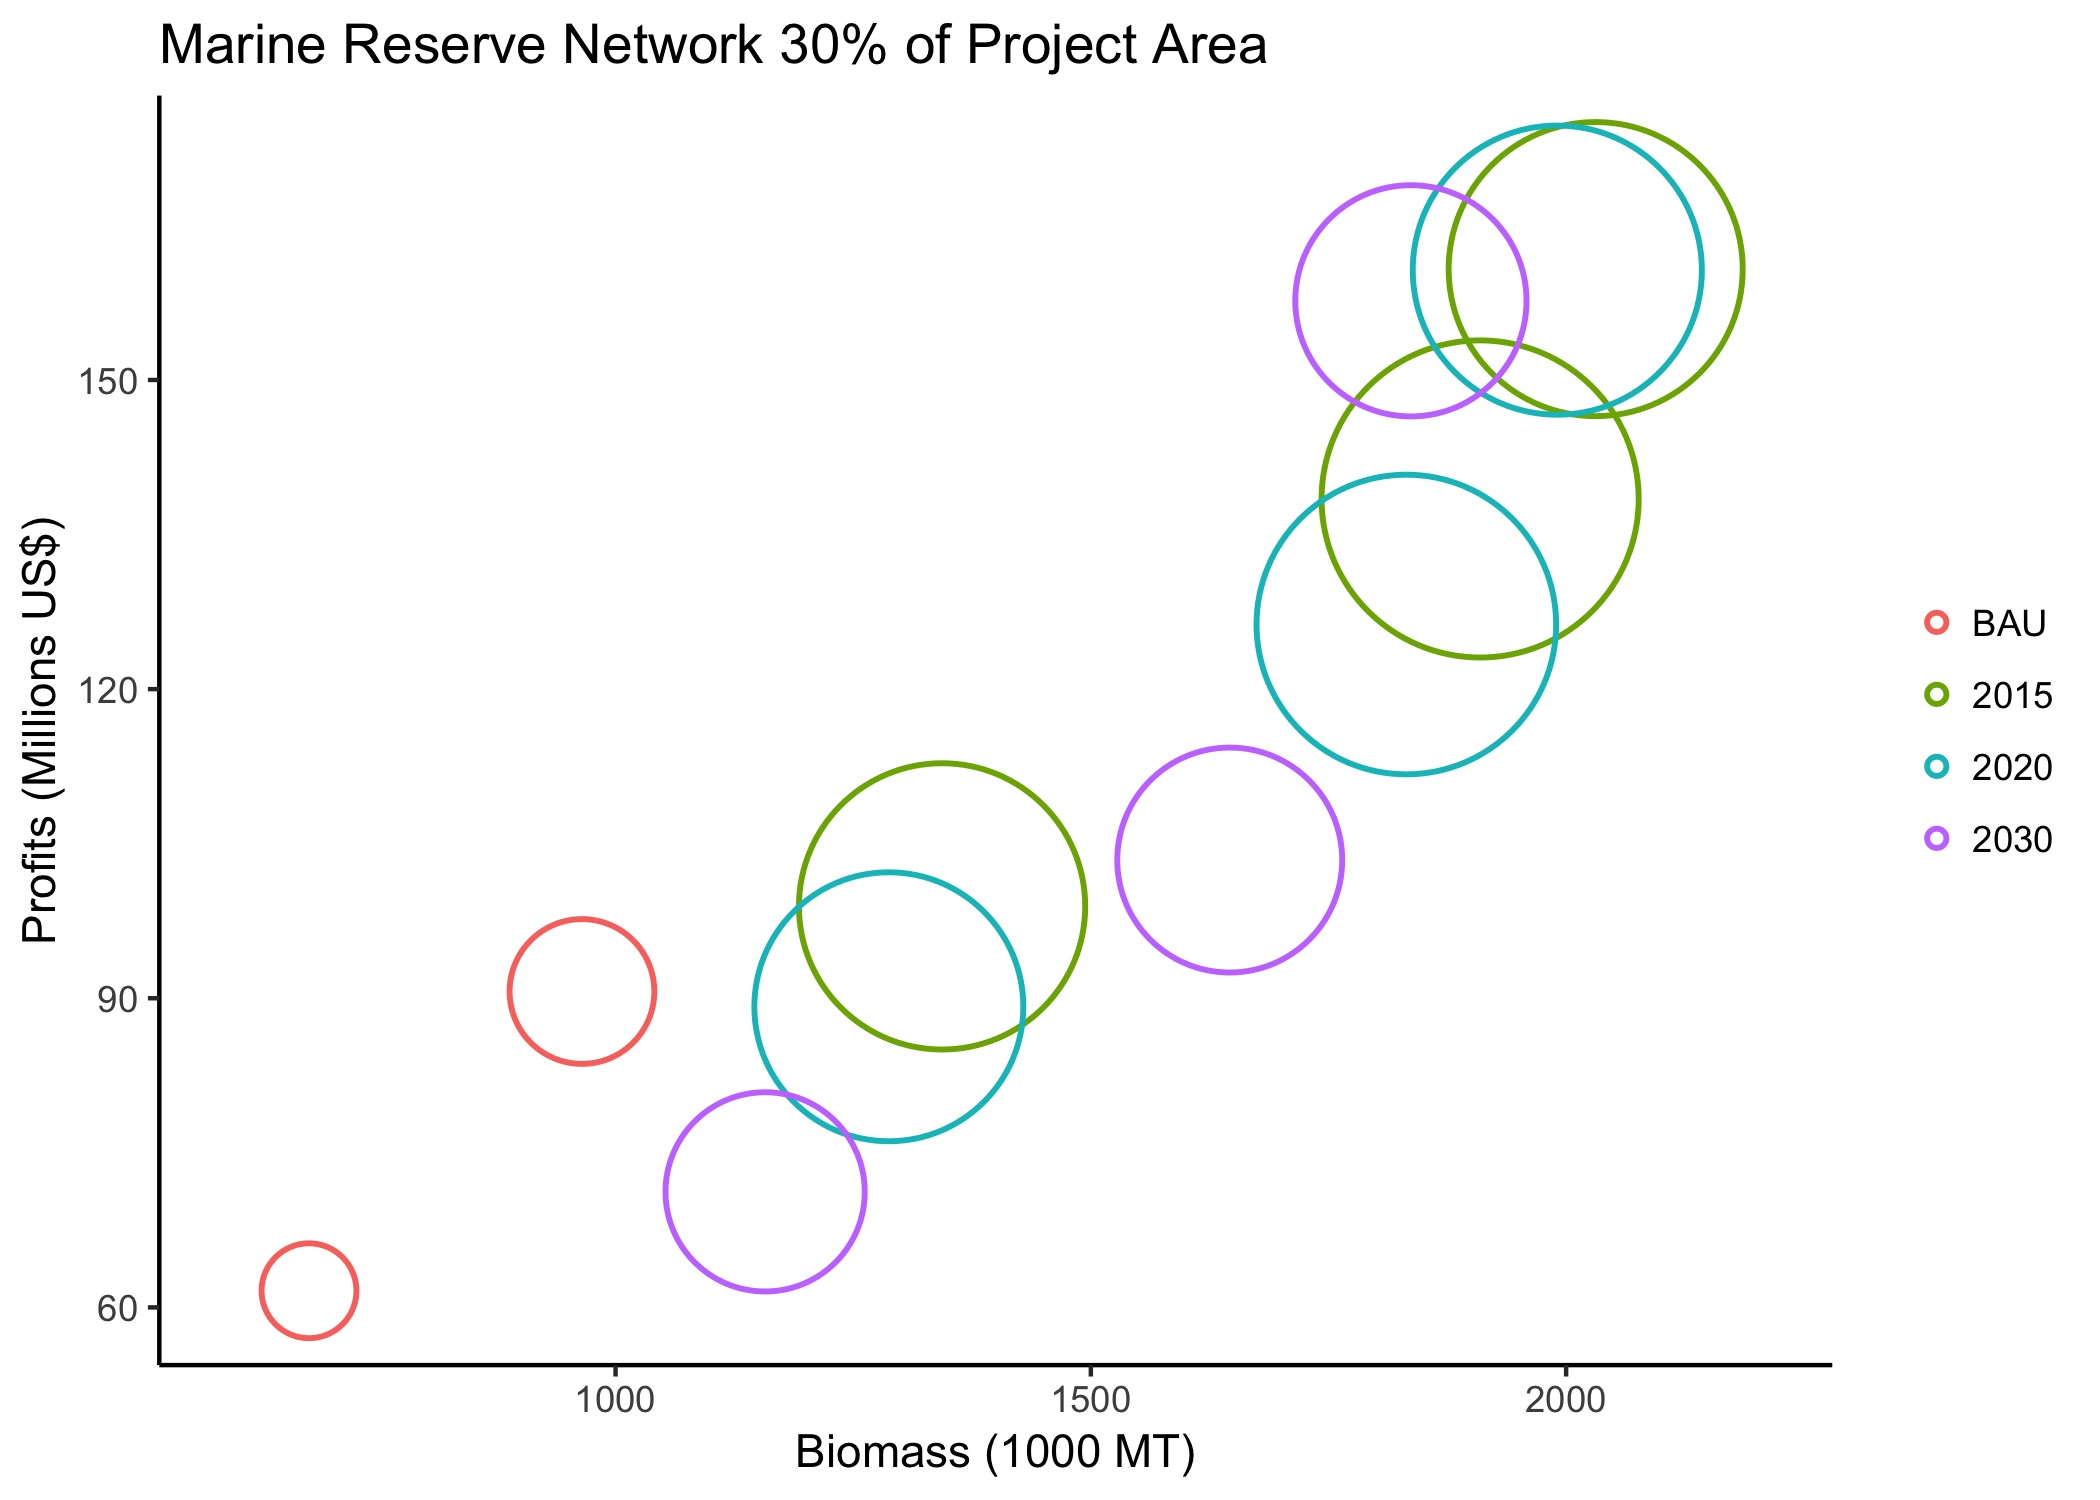 Marine Reserve Network 30% of Project Area
Profits (Millions US$)
150
120
90
60
1000 1500 2000
Biomass (1000 MT)
BAU
2015
2020
2030